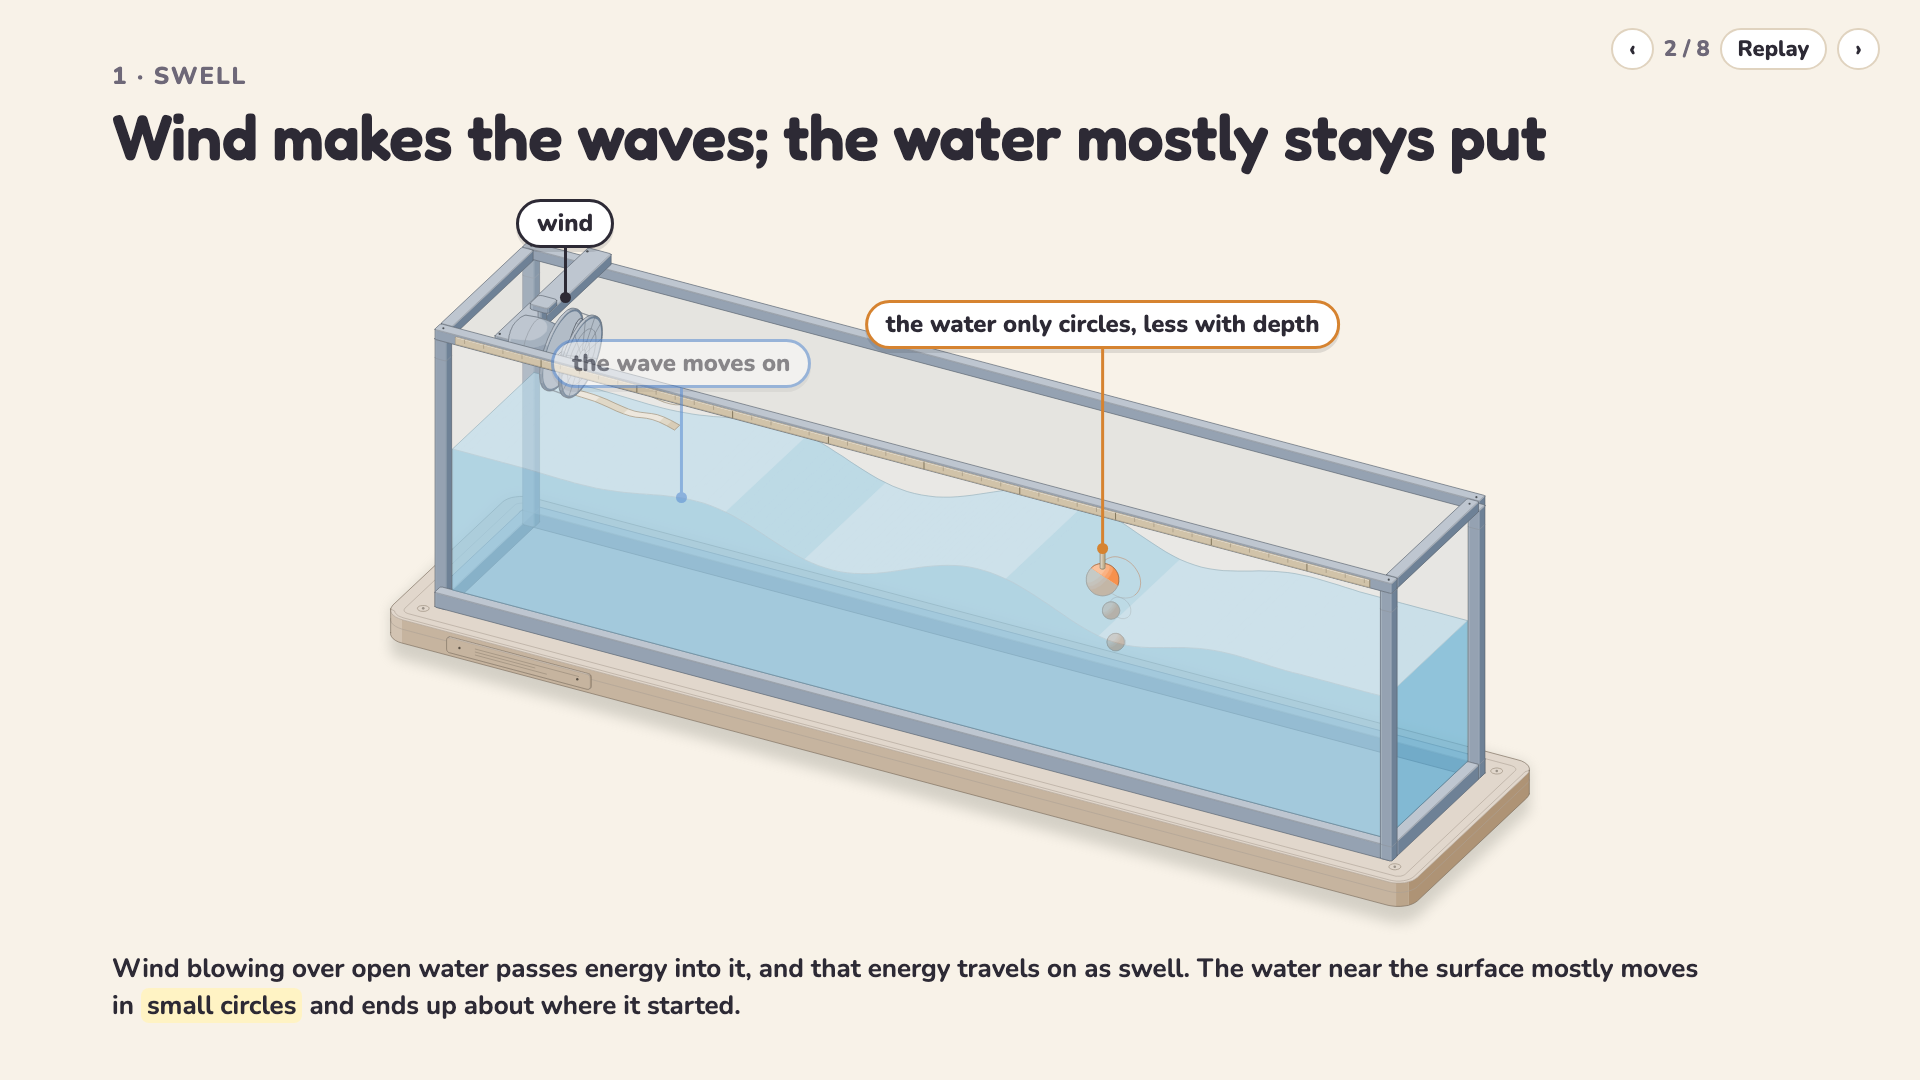 1 · SWELL
‹ 2 / 8 Replay ›
Wind makes the waves; the water mostly stays put
wind
the water only circles, less with depth
the wave moves on
Wind blowing over open water passes energy into it, and that energy travels on as swell. The water near the surface mostly moves
in small circles and ends up about where it started.